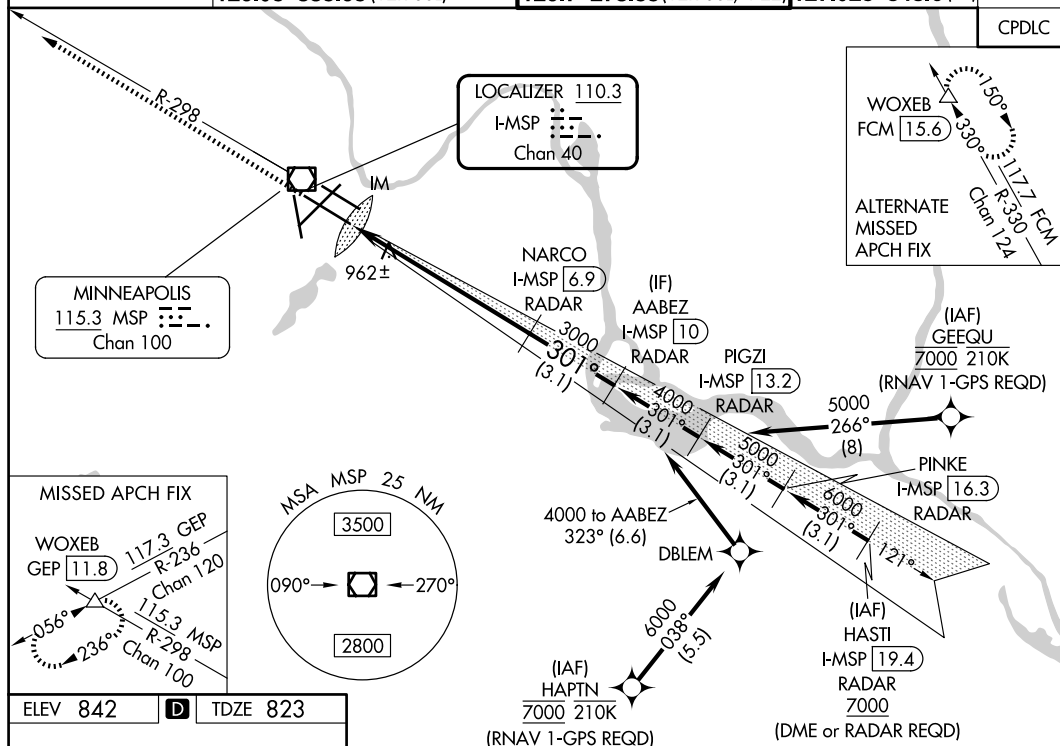 CPDLC
R-298
LOCALIZER 110.3
I-MSP
Chan 40
IM
962±
MINNEAPOLIS
115.3 MSP
Chan 100
WOXEB
FCM 15.6
150°
330°
117.7 FCM
R-330
Chan 124
ALTERNATE
MISSED
APCH FIX
NARCO
I-MSP 6.9
RADAR
(IF)
AABEZ
I-MSP 10
RADAR
PIGZI
I-MSP 13.2
RADAR
(IAF)
GEEQU
7000 210K
(RNAV 1-GPS REQD)
5000
266°
(8)
3000
301°
(3.1)
4000
301°
(3.1)
5000
301°
(3.1)
6000
301°
(3.1)
121°
PINKE
I-MSP 16.3
RADAR
4000 to AABEZ
323° (6.6)
DBLEM
6000
038°
(5.5)
(IAF)
HAPTN
7000 210K
(RNAV 1-GPS REQD)
(IAF)
HASTI
I-MSP 19.4
RADAR
7000
(DME or RADAR REQD)
MISSED APCH FIX
WOXEB
GEP 11.8
117.3 GEP
R-236
Chan 120
056°
236°
115.3 MSP
R-298
Chan 100
MSA MSP 25 NM
3500
090°
270°
2800
ELEV 842 D TDZE 823